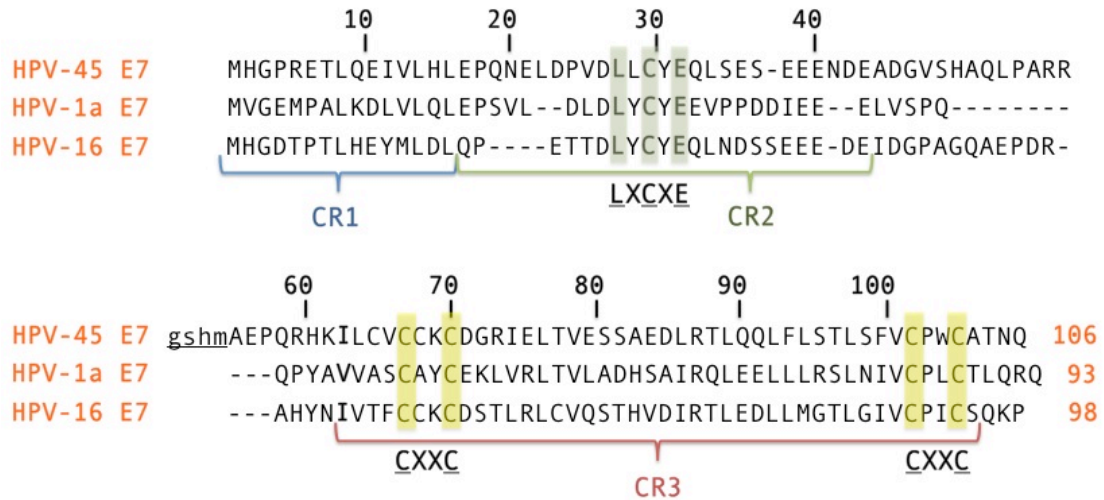 10 20 30 40
HPV-45 E7 MHGPRETLQEIVLHLEPQNELDPVDLLCYEQLSES-EEENDEADGVSHAQLPARR
HPV-1a E7 MVGEMPALKDLVLQLEPSVL--DLDLYCYEEVPPDDIEE--ELVSPQ--------
HPV-16 E7 MHGDTPTLHEYMLDLQP----ETTDLYCYEQLNDSSEEE-DEIDGPAGQAEPDR-
LXCXE
CR1 CR2
60 70 80 90 100
HPV-45 E7 gshmAEPQRHKILCVCCKCDGRIELTVESSAEDLRTLQQLFLSTLSFVCPWCATNQ 106
HPV-1a E7 ---QPYAVVASCAYCEKLVRLTVLADHSAIRQLEELLLRSLNIVCPLCTLQRQ 93
HPV-16 E7 ---AHYNIVTFCCKCDSTLRLCVQSTHVDIRTLEDLLMGTLGIVCPICSQKP 98
CXXC CXXC
CR3